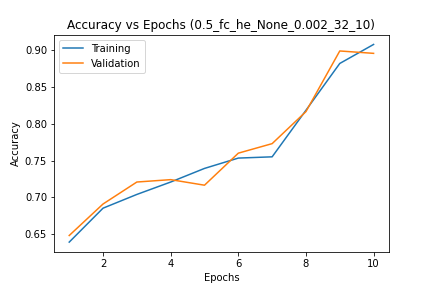 Accuracy vs Epochs (0.5_fc_he_None_0.002_32_10)
Training
Validation
0.90
0.85
0.80
0.75
0.70
0.65
Accuracy
2 4 6 8 10
Epochs